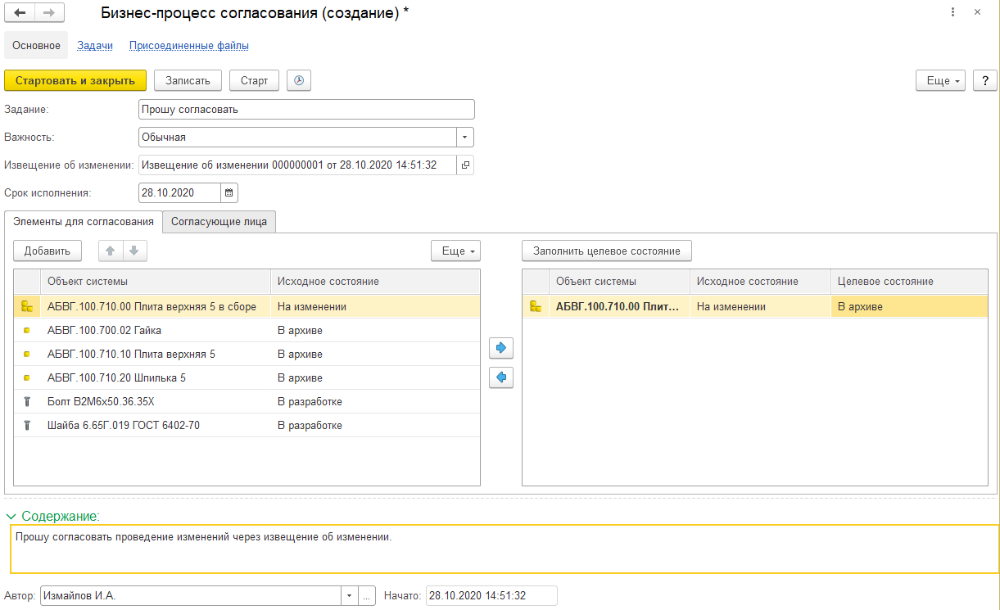 Бизнес-процесс согласования (создание) *
Основное Задачи Присоединенные файлы
Стартовать и закрыть Записать Старт Еще ?
Задание: Прошу согласовать
Важность: Обычная
Извещение об изменении: Извещение об изменении 000000001 от 28.10.2020 14:51:32
Срок исполнения: 28.10.2020
Элементы для согласования Согласующие лица
Добавить Еще Заполнить целевое состояние
Объект системы Исходное состояние Объект системы Исходное состояние Целевое состояние
АБВГ.100.710.00 Плита верхняя 5 в сборе На изменении АБВГ.100.710.00 Плит... На изменении В архиве
АБВГ.100.700.02 Гайка В архиве
АБВГ.100.710.10 Плита верхняя 5 В архиве
АБВГ.100.710.20 Шпилька 5 В архиве
Болт В2М6х50.36.35Х В разработке
Шайба 6.65Г.019 ГОСТ 6402-70 В разработке
Содержание:
Прошу согласовать проведение изменений через извещение об изменении.
Автор: Измайлов И.А. ... Начато: 28.10.2020 14:51:32